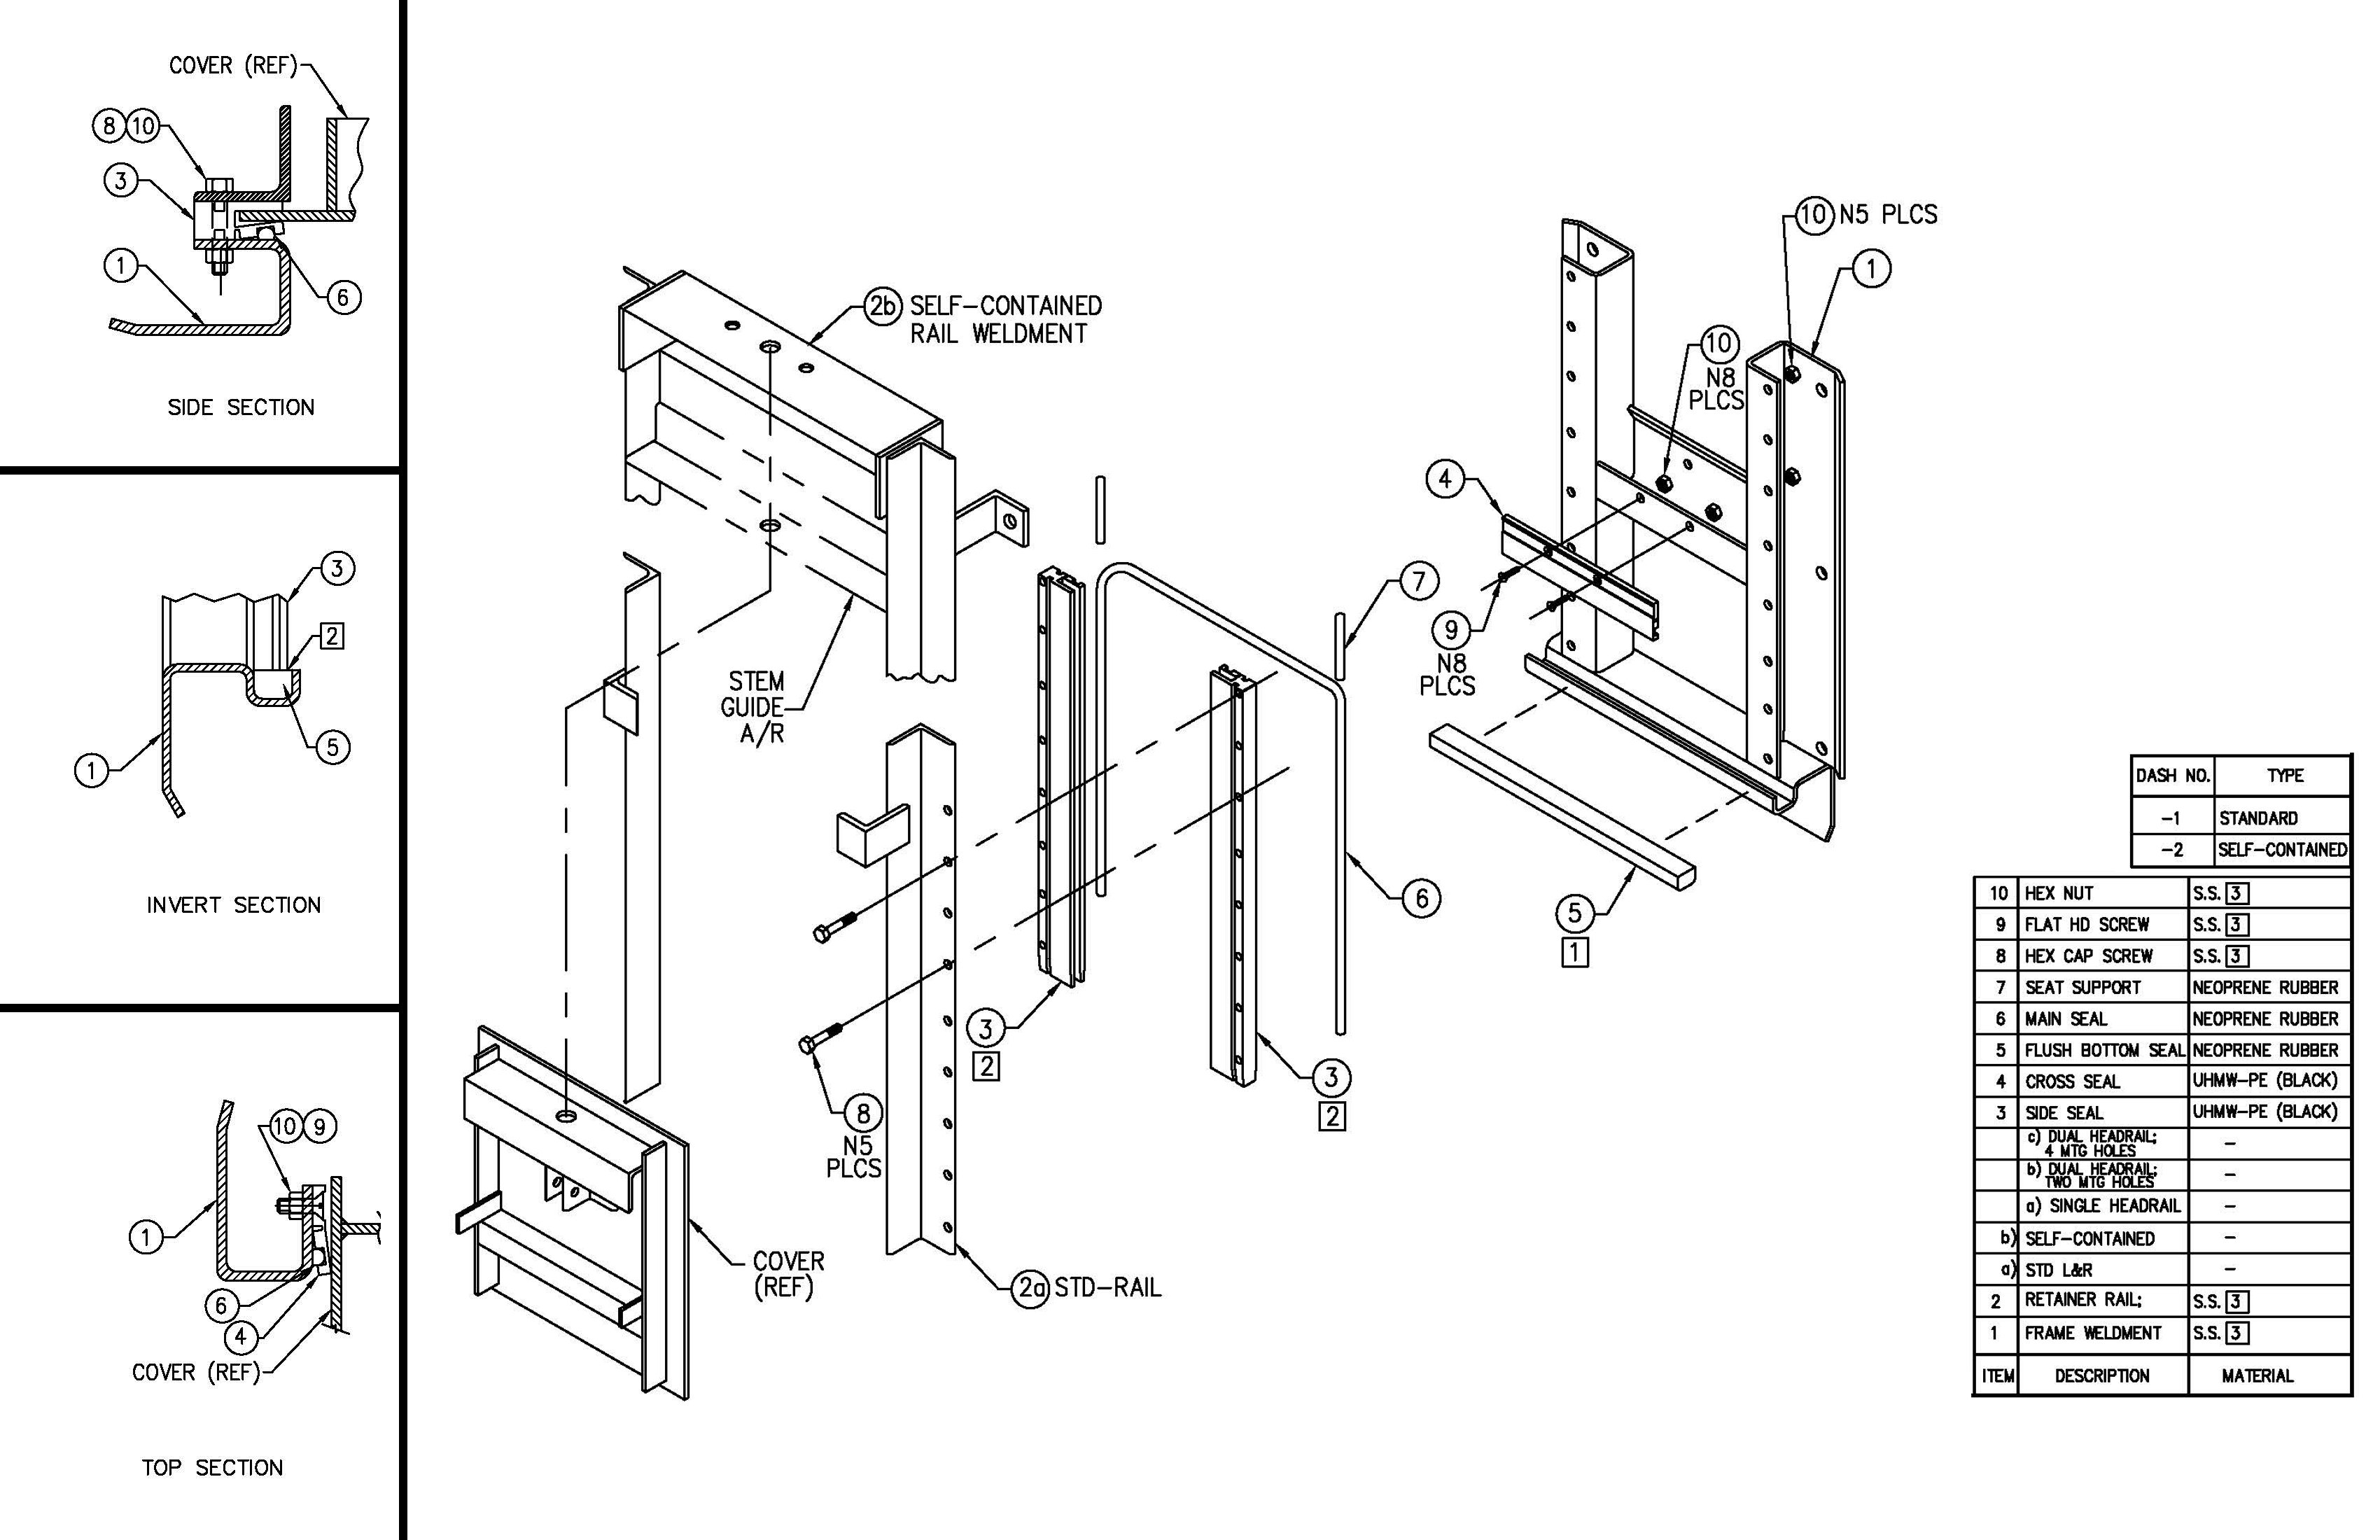 COVER (REF)
8 10
3
1
6
SIDE SECTION
3
2
5
1
INVERT SECTION
10 9
1
6
4
COVER (REF)
TOP SECTION
2b SELF-CONTAINED
RAIL WELDMENT
STEM
GUIDE
A/R
COVER
(REF)
2a STD-RAIL
8
N5
PLCS
3
2
3
2
7
6
4
9
N8
PLCS
5
1
10
N8
PLCS
10 N5 PLCS
1
DASH NO. TYPE
-1 STANDARD
-2 SELF-CONTAINED
10 HEX NUT S.S. 3
9 FLAT HD SCREW S.S. 3
8 HEX CAP SCREW S.S. 3
7 SEAT SUPPORT NEOPRENE RUBBER
6 MAIN SEAL NEOPRENE RUBBER
5 FLUSH BOTTOM SEAL NEOPRENE RUBBER
4 CROSS SEAL UHMW-PE (BLACK)
3 SIDE SEAL UHMW-PE (BLACK)
c) DUAL HEADRAIL;
4 MTG HOLES -
b) DUAL HEADRAIL;
TWO MTG HOLES -
a) SINGLE HEADRAIL -
b) SELF-CONTAINED -
a) STD L&R -
2 RETAINER RAIL; S.S. 3
1 FRAME WELDMENT S.S. 3
ITEM DESCRIPTION MATERIAL